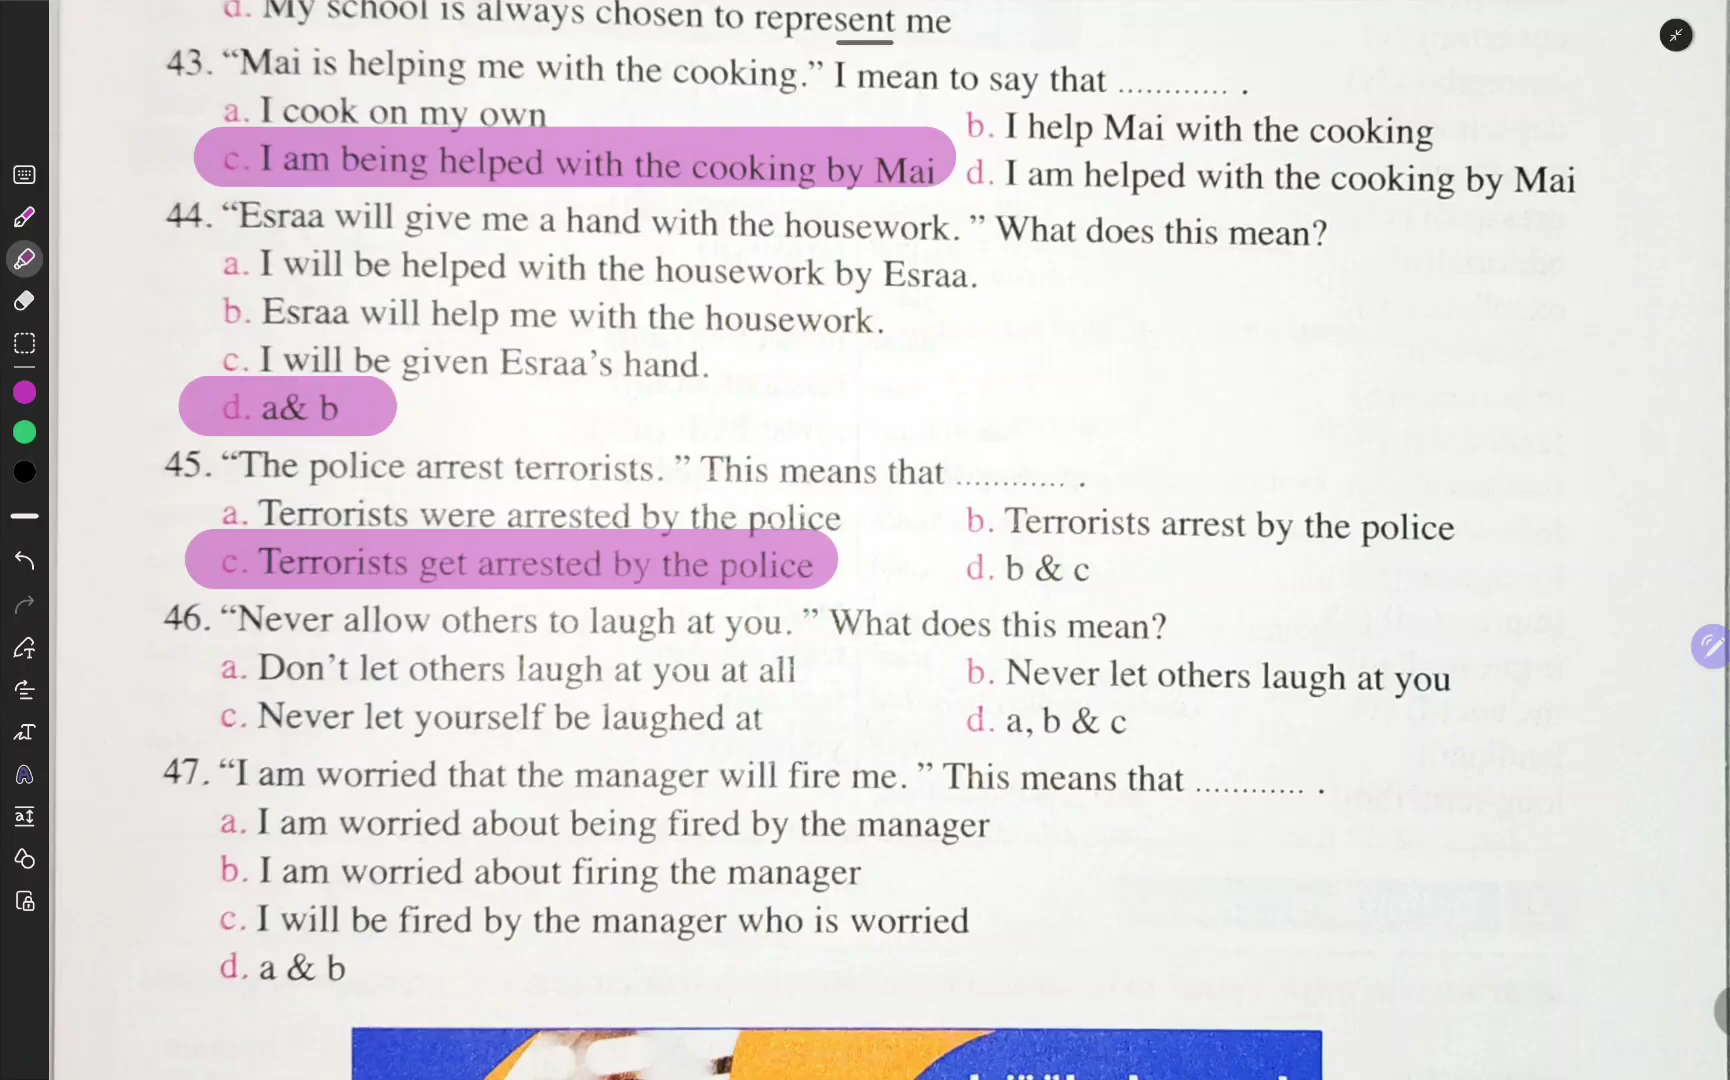 d. My school is always chosen to represent me
43. “Mai is helping me with the cooking.” I mean to say that ............ .
a. I cook on my own
b. I help Mai with the cooking
c. I am being helped with the cooking by Mai
d. I am helped with the cooking by Mai
44. “Esraa will give me a hand with the housework. ” What does this mean?
a. I will be helped with the housework by Esraa.
b. Esraa will help me with the housework.
c. I will be given Esraa’s hand.
d. a& b
45. “The police arrest terrorists. ” This means that ............. .
a. Terrorists were arrested by the police
b. Terrorists arrest by the police
c. Terrorists get arrested by the police
d. b & c
46. “Never allow others to laugh at you. ” What does this mean?
a. Don’t let others laugh at you at all
b. Never let others laugh at you
c. Never let yourself be laughed at
d. a, b & c
47. “I am worried that the manager will fire me. ” This means that ............ .
a. I am worried about being fired by the manager
b. I am worried about firing the manager
c. I will be fired by the manager who is worried
d. a & b